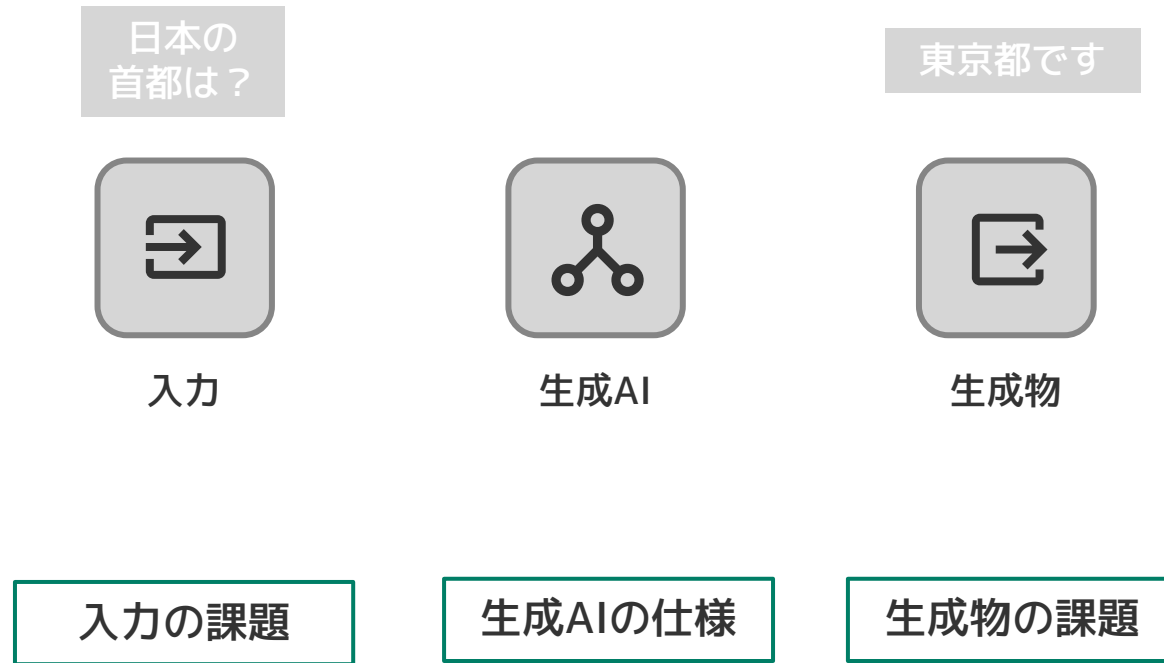 日本の
首都は？
東京都です
入力
生成AI
生成物
入力の課題
生成AIの仕様
生成物の課題